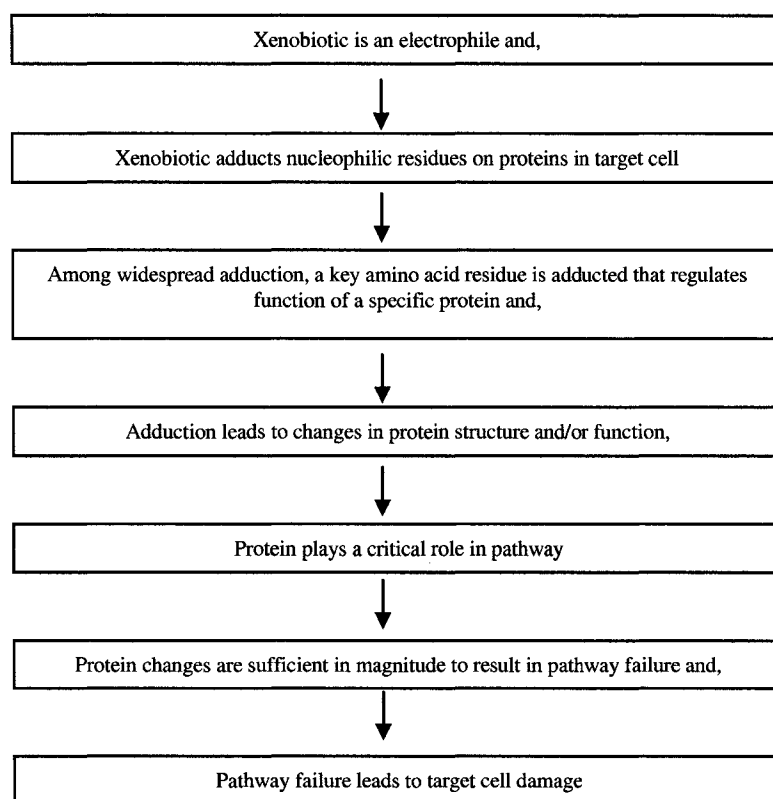 Xenobiotic is an electrophile and,
Xenobiotic adducts nucleophilic residues on proteins in target cell
Among widespread adduction, a key amino acid residue is adducted that regulates
function of a specific protein and,
Adduction leads to changes in protein structure and/or function,
Protein plays a critical role in pathway
Protein changes are sufficient in magnitude to result in pathway failure and,
Pathway failure leads to target cell damage